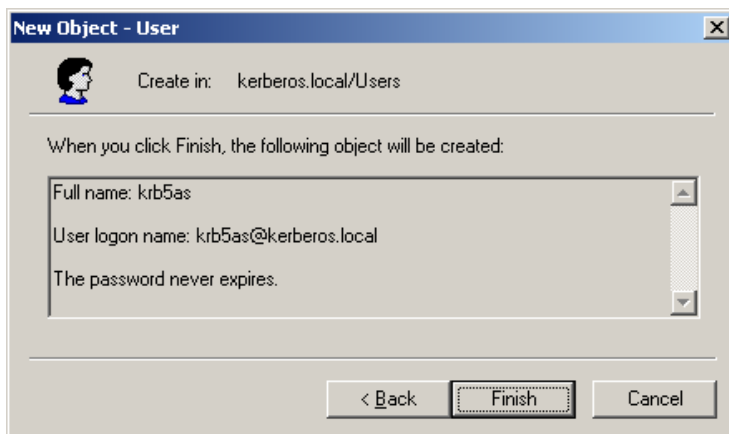 New Object - User
Create in: kerberos.local/Users
When you click Finish, the following object will be created:
Full name: krb5as
User logon name: krb5as@kerberos.local
The password never expires.
< Back Finish Cancel